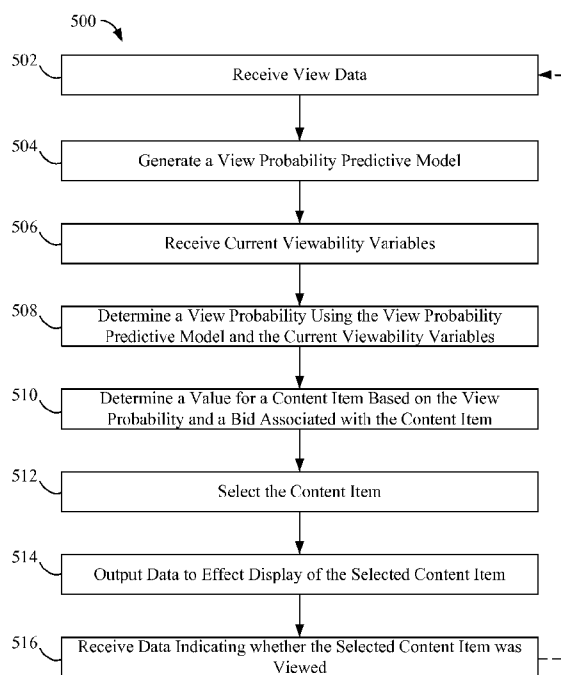 500
502
Receive View Data
504
Generate a View Probability Predictive Model
506
Receive Current Viewability Variables
508
Determine a View Probability Using the View Probability
Predictive Model and the Current Viewability Variables
510
Determine a Value for a Content Item Based on the View
Probability and a Bid Associated with the Content Item
512
Select the Content Item
514
Output Data to Effect Display of the Selected Content Item
516
Receive Data Indicating whether the Selected Content Item was
Viewed